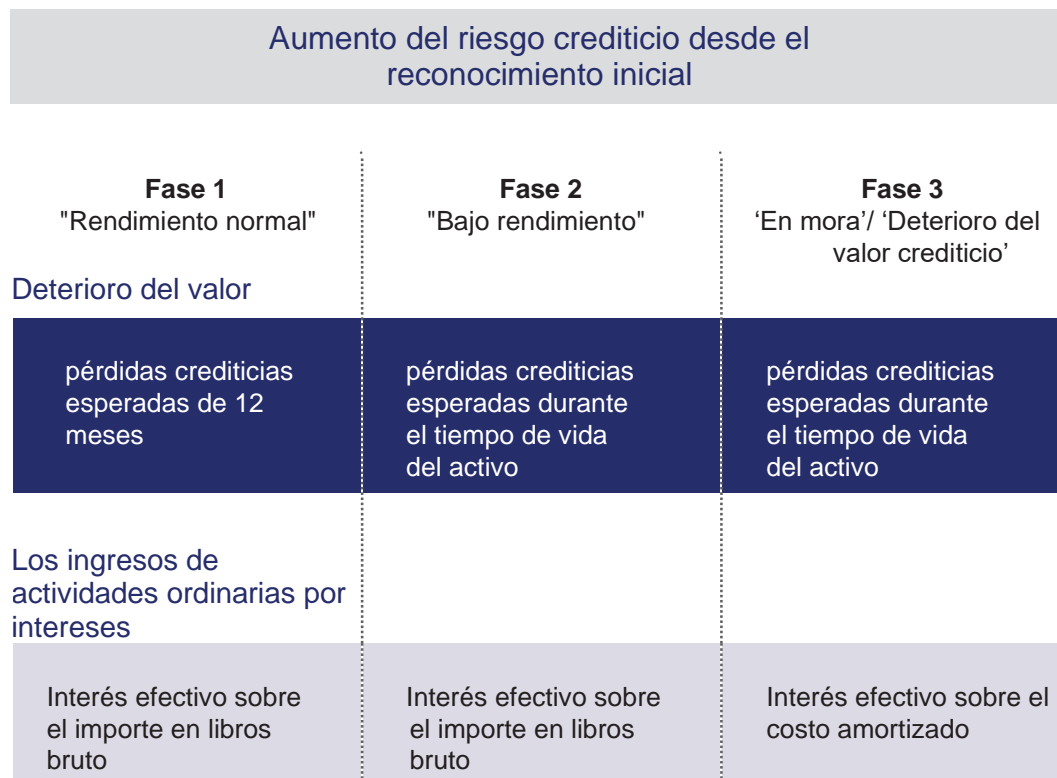 Aumento del riesgo crediticio desde el
reconocimiento inicial
Fase 1
"Rendimiento normal"
Fase 2
"Bajo rendimiento"
Fase 3
‘En mora’/ ‘Deterioro del
valor crediticio’
Deterioro del valor
pérdidas crediticias
esperadas de 12
meses
pérdidas crediticias
esperadas durante
el tiempo de vida
del activo
pérdidas crediticias
esperadas durante
el tiempo de vida
del activo
Los ingresos de
actividades ordinarias por
intereses
Interés efectivo sobre
el importe en libros
bruto
Interés efectivo sobre
el importe en libros
bruto
Interés efectivo sobre el
costo amortizado